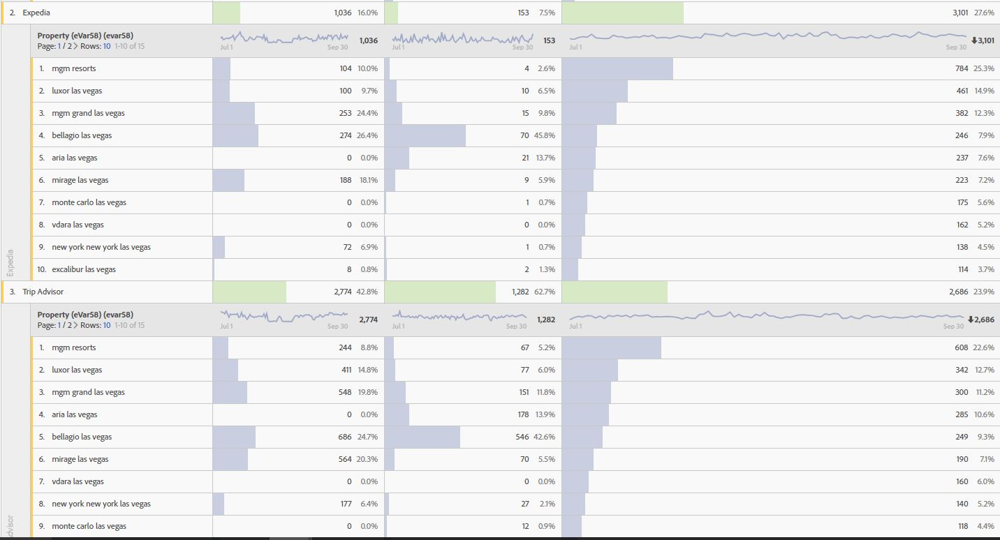 2. Expedia 1,036 16.0% 153 7.5% 3,101 27.6%
Property (eVar58) (evar58) 1,036 153 3,101
Page: 1 / 2 > Rows: 10 1-10 of 15 Jul 1 Sep 30 Jul 1 Sep 30 Jul 1 Sep 30
1. mgm resorts 104 10.0% 4 2.6% 784 25.3%
2. luxor las vegas 100 9.7% 10 6.5% 461 14.9%
3. mgm grand las vegas 253 24.4% 15 9.8% 382 12.3%
4. bellagio las vegas 274 26.4% 70 45.8% 246 7.9%
5. aria las vegas 0 0.0% 21 13.7% 237 7.6%
6. mirage las vegas 188 18.1% 9 5.9% 223 7.2%
7. monte carlo las vegas 0 0.0% 1 0.7% 175 5.6%
8. vdara las vegas 0 0.0% 0 0.0% 162 5.2%
9. new york new york las vegas 72 6.9% 1 0.7% 138 4.5%
10. excalibur las vegas 8 0.8% 2 1.3% 114 3.7%
Expedia
3. Trip Advisor 2,774 42.8% 1,282 62.7% 2,686 23.9%
Property (eVar58) (evar58) 2,774 1,282 2,686
Page: 1 / 2 > Rows: 10 1-10 of 15 Jul 1 Sep 30 Jul 1 Sep 30 Jul 1 Sep 30
1. mgm resorts 244 8.8% 67 5.2% 608 22.6%
2. luxor las vegas 411 14.8% 77 6.0% 342 12.7%
3. mgm grand las vegas 548 19.8% 151 11.8% 300 11.2%
4. aria las vegas 0 0.0% 178 13.9% 285 10.6%
5. bellagio las vegas 686 24.7% 546 42.6% 249 9.3%
6. mirage las vegas 564 20.3% 70 5.5% 190 7.1%
7. vdara las vegas 0 0.0% 0 0.0% 160 6.0%
8. new york new york las vegas 177 6.4% 27 2.1% 140 5.2%
9. monte carlo las vegas 0 0.0% 12 0.9% 118 4.4%
dvisor